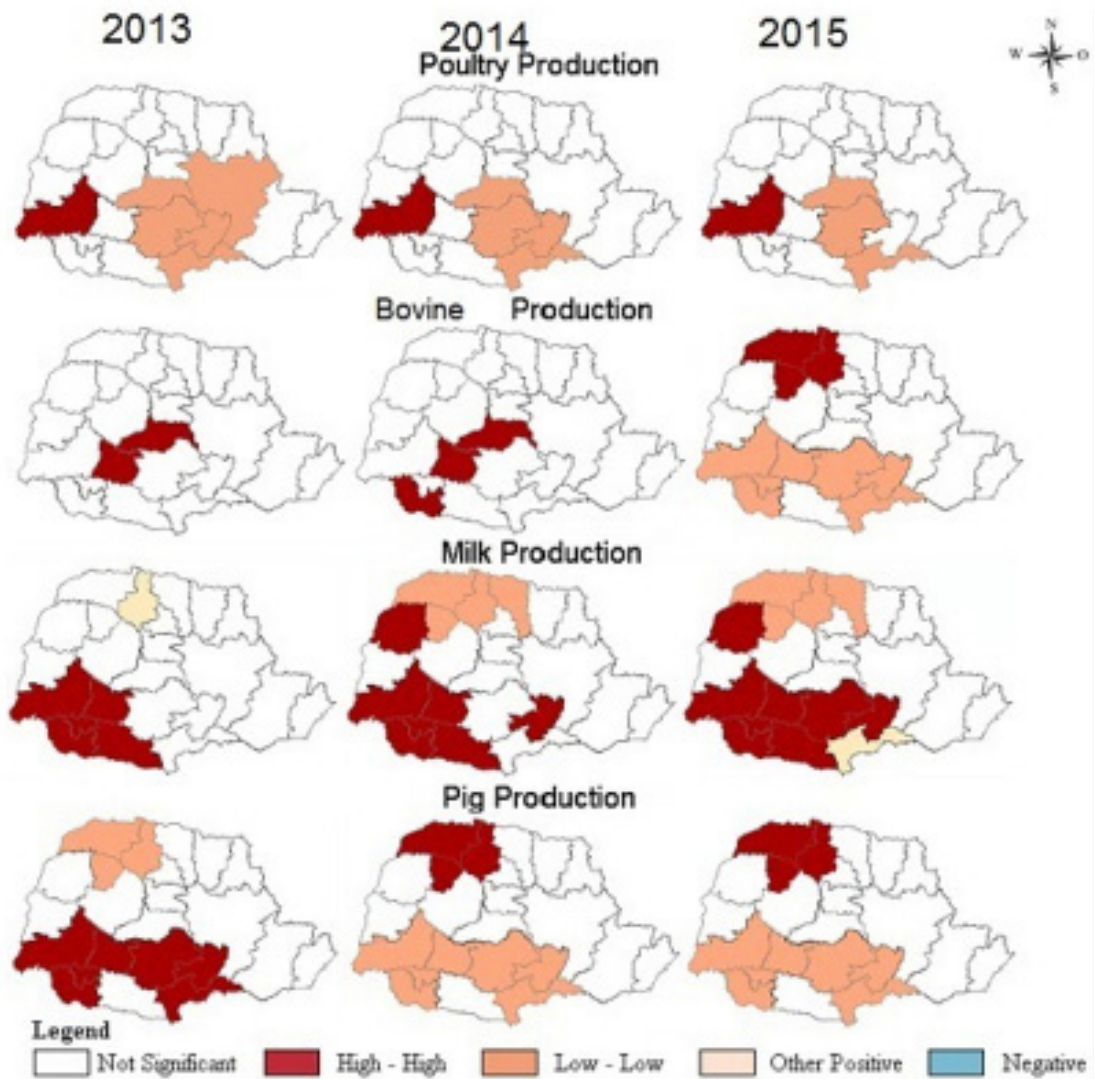 2013 2014 2015
N
W O
S
Poultry Production
Bovine Production
Milk Production
Pig Production
Legend
Not Significant High - High Low - Low Other Positive Negative